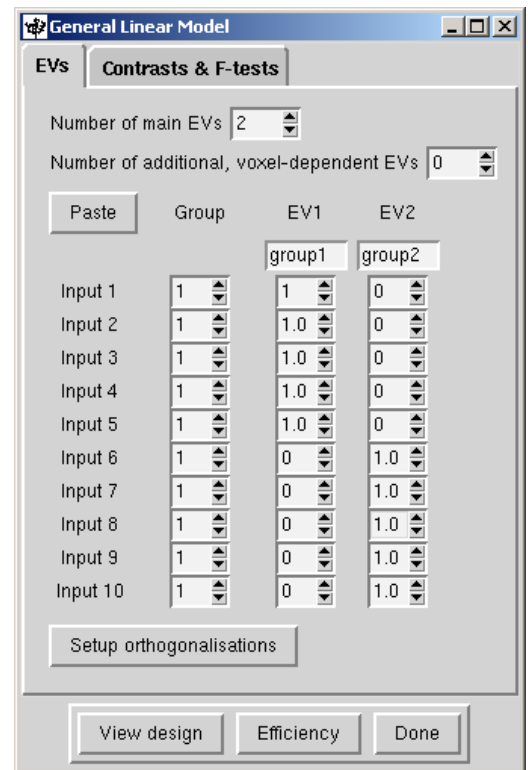 General Linear Model
EVs Contrasts & F-tests
Number of main EVs 2
Number of additional, voxel-dependent EVs 0
Paste Group EV1 EV2
group1 group2
Input 1 1 1 0
Input 2 1 1.0 0
Input 3 1 1.0 0
Input 4 1 1.0 0
Input 5 1 1.0 0
Input 6 1 0 1.0
Input 7 1 0 1.0
Input 8 1 0 1.0
Input 9 1 0 1.0
Input 10 1 0 1.0
Setup orthogonalisations
View design Efficiency Done